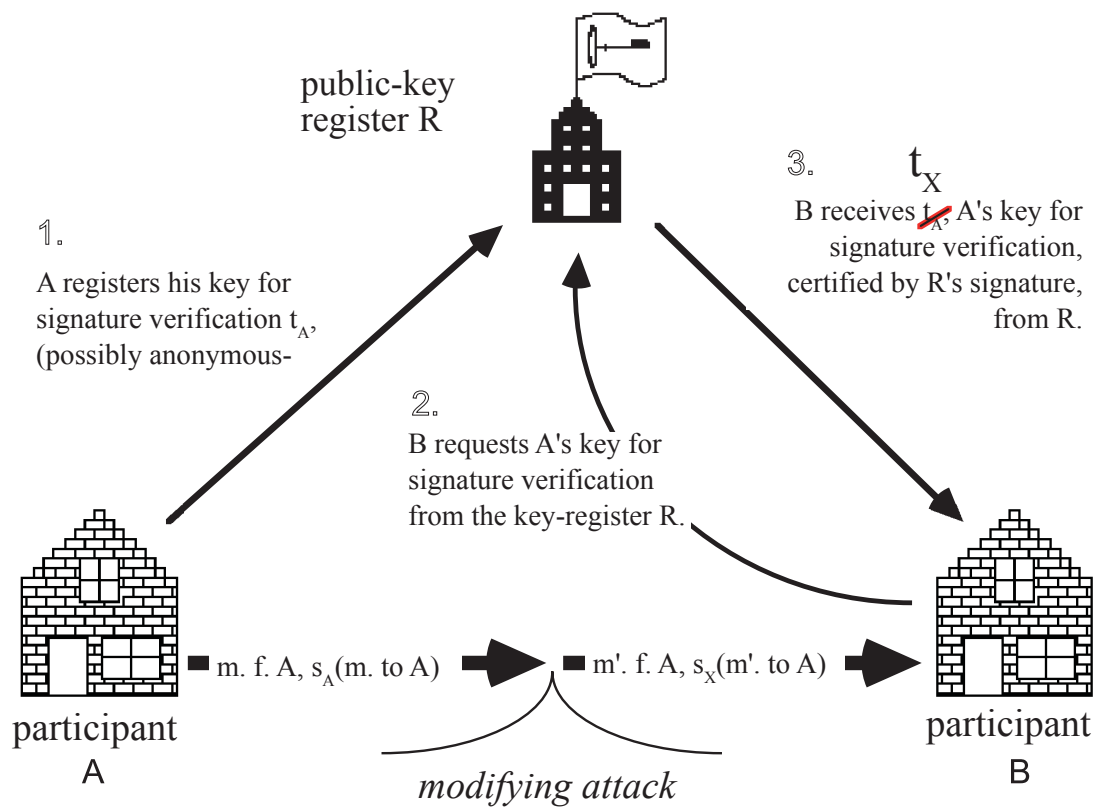 public-key
register R
1.
A registers his key for
signature verification t_A,
(possibly anonymous-
2.
B requests A's key for
signature verification
from the key-register R.
3.
t_X
B receives t_A, A's key for
signature verification,
certified by R's signature,
from R.
m. f. A, s_A(m. to A)
m'. f. A, s_X(m'. to A)
participant
A
participant
B
modifying attack